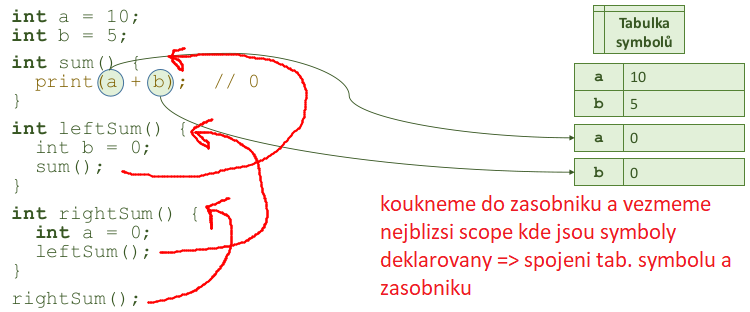 int a = 10;
int b = 5;
int sum() {
print(a + b);  // 0
}
int leftSum() {
int b = 0;
sum();
}
int rightSum() {
int a = 0;
leftSum();
}
rightSum();
Tabulka
symbolů
a 10
b 5
a 0
b 0
koukneme do zasobniku a vezmeme
nejblizsi scope kde jsou symboly
deklarovany => spojeni tab. symbolu a
zasobniku